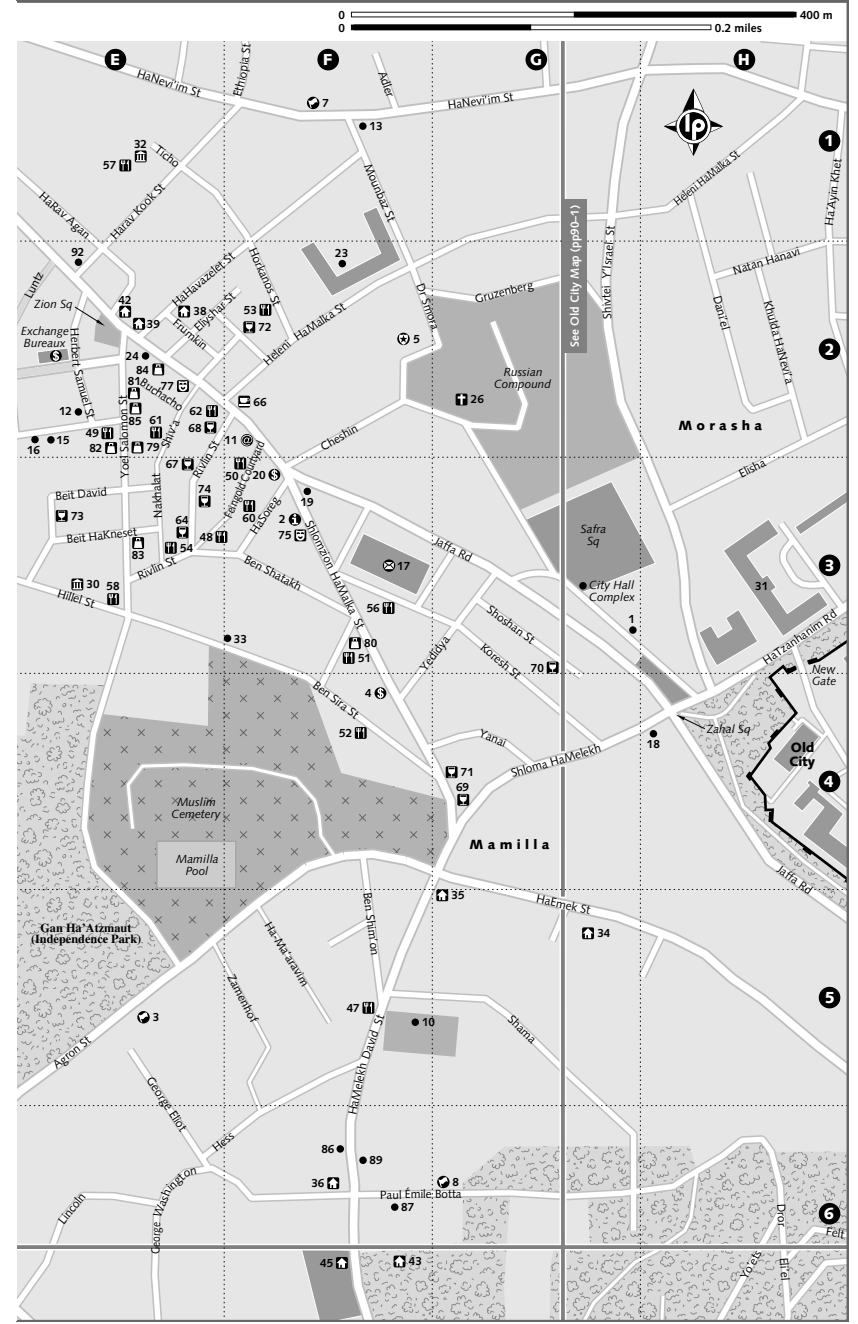 0 400 m
0 0.2 miles
E
F
G
H
HaNevi'im St
Ethiopia St
7
Adler
HaNevi'im St
lp
13
1
32
57
Ticho
HaRav Agan
Harav Kook St
Mounbaz St
Heleni HaMalka St
Ha'Ayin Khet
See Old City Map (pp90–1)
Shivtei Y'Israel St
92
Luntz
23
HaHavazelet St
Horkanos St
Natan Hanavi
Zion Sq
42
39
38
Eliyshar St
Frumkin
53
72
Heleni HaMalka St
Dr Smora
Gruzenberg
Dani'el
Khulda HaNevi'a
Exchange
Bureaux
Herbert Samuel St
24
84
5
2
81
Buchacho
77
Russian
Compound
12
85
62
66
26
Morasha
16
15
49
61
68
82
79
Yoel Salomon St
Shiv'a
Nakhalat
11
Cheshin
67
Rivlin St
50
20
Feingold Courtyard
Elisha
Beit David
74
19
73
60
HaSoreg
2
75
Safra
Sq
Beit HaKneset
64
48
83
54
Rivlin St
Ben Shatakh
Shlomzion HaMalka St
Jaffa Rd
17
City Hall
Complex
31
3
30
58
Hillel St
56
Shoshan St
1
HaTzanhanim Rd
33
80
51
Yedidya
Koresh St
70
New
Gate
Ben Sira St
4
52
Yanai
Zahal Sq
18
Old
City
71
Shloma HaMelekh
69
4
Muslim
Cemetery
Mamilla
Mamilla
Pool
Jaffa Rd
35
HaEmek St
Ben Shim'on
34
Gan Ha'Atzmaut
(Independence Park)
Ha-Ma'aravim
Zamenhof
47
5
3
10
Shama
Agron St
HaMelekh David St
George Eliot
Hess
86
89
36
8
George Washington
Lincoln
Paul Émile Botta
87
6
Dror
Felt
45
43
Yo'ets
Eli'el